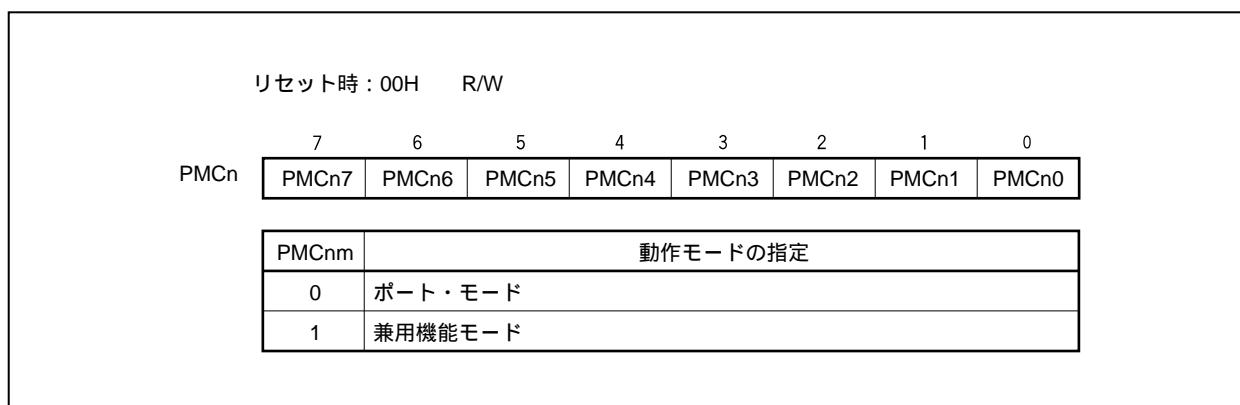 リセット時：00H R/W
7 6 5 4 3 2 1 0
PMCn PMCn7 PMCn6 PMCn5 PMCn4 PMCn3 PMCn2 PMCn1 PMCn0
PMCnm 動作モードの指定
0 ポート・モード
1 兼用機能モード